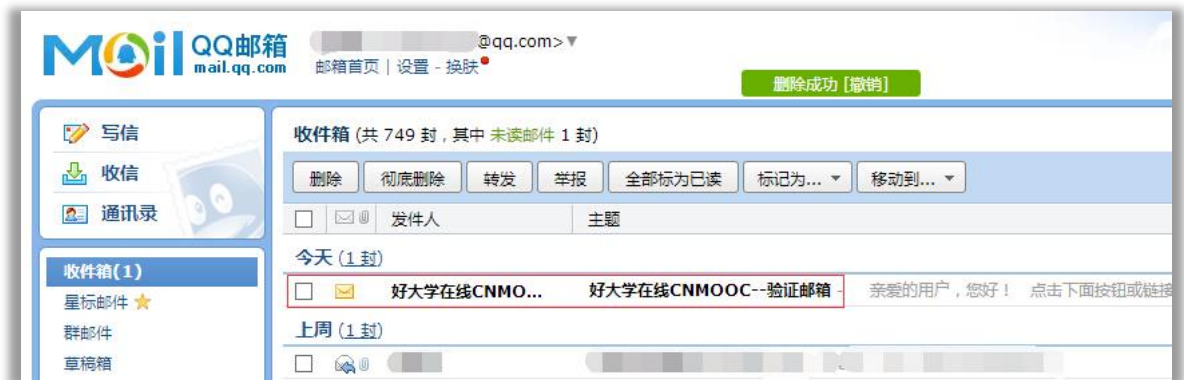 MOil QQ邮箱 @qq.com>
mail.qq.com 邮箱首页 | 设置 - 换肤
删除成功 [撤销]
写信
收信
通讯录
收件箱(1)
星标邮件
群邮件
草稿箱
收件箱 (共 749 封 , 其中 未读邮件 1 封)
删除 彻底删除 转发 举报 全部标为已读 标记为... 移动到...
发件人 主题
今天 (1 封)
好大学在线CNMO... 好大学在线CNMOOC--验证邮箱 - 亲爱的用户 , 您好! 点击下面按钮或链接
上周 (1 封)